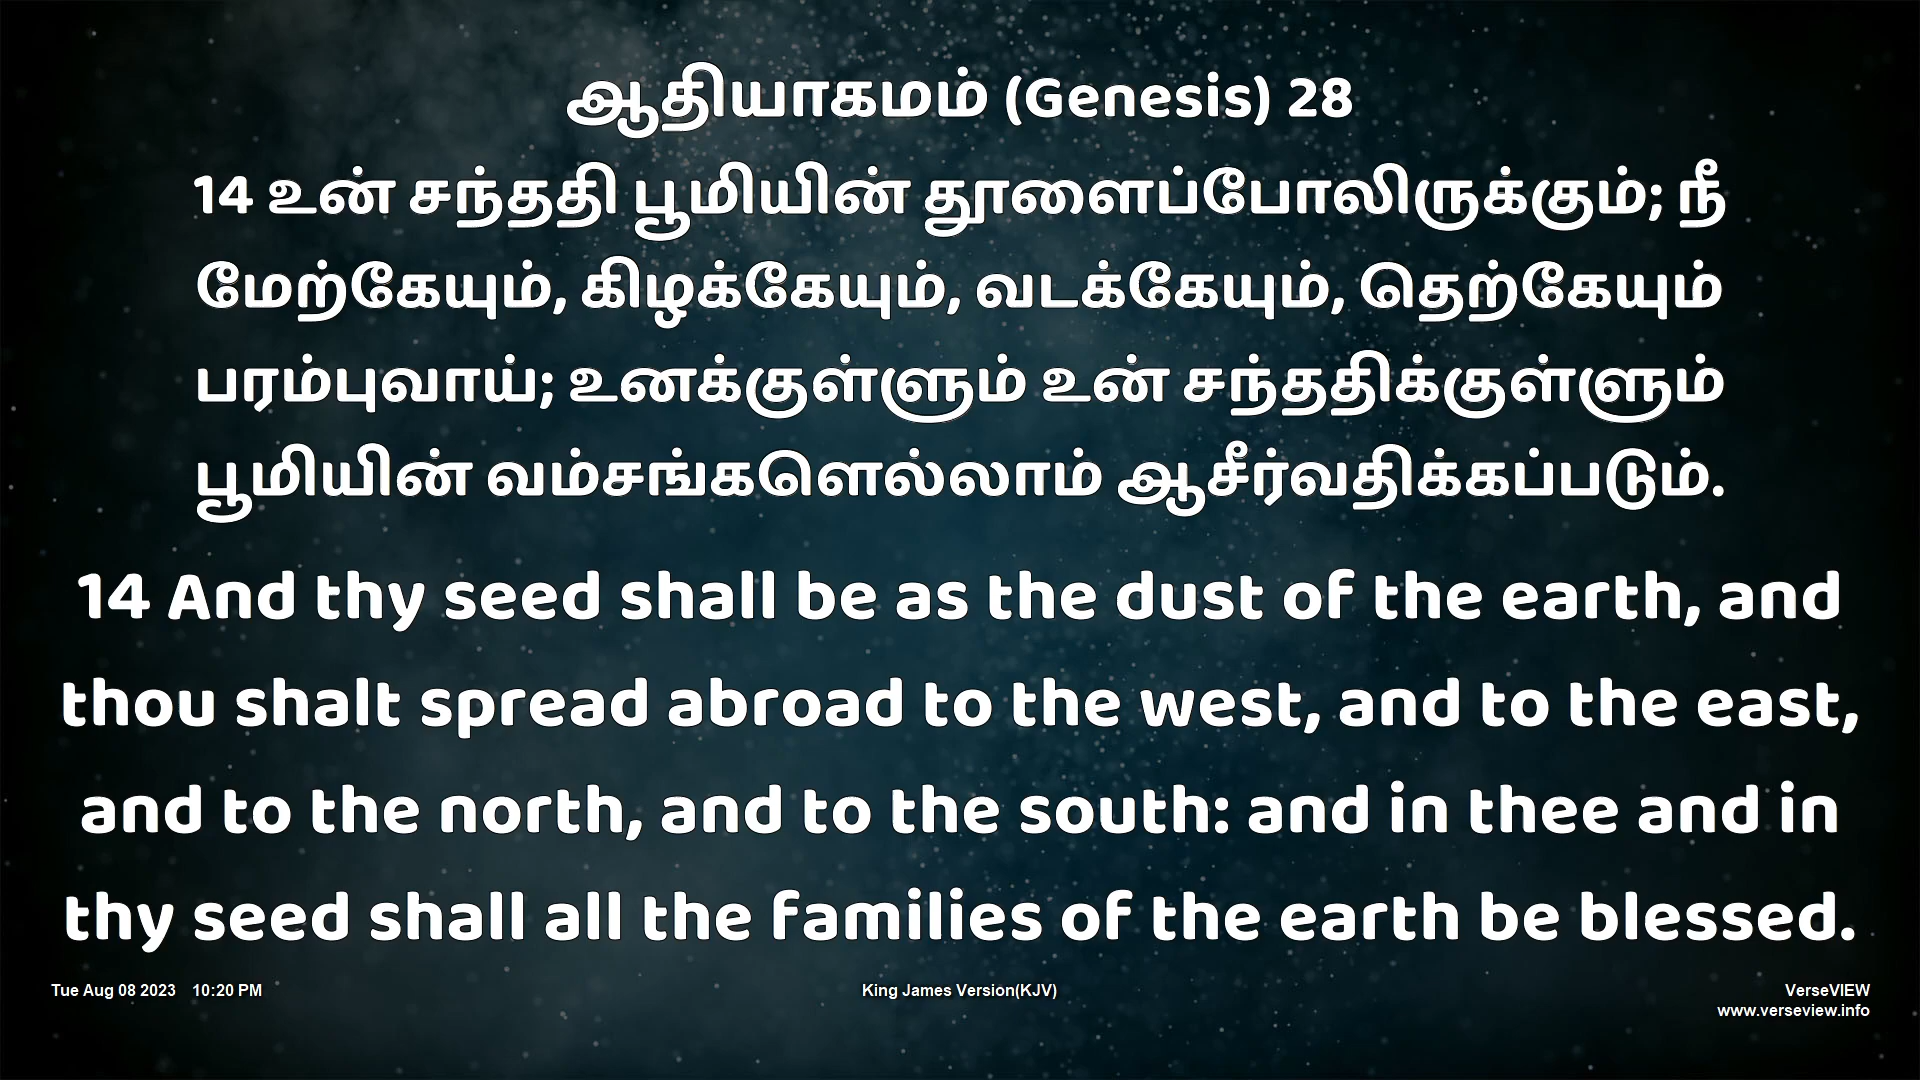 ஆதியாகமம் (Genesis) 28
14 உன் சந்ததி பூமியின் தூளைப்போலிருக்கும்; நீ
மேற்கேயும், கிழக்கேயும், வடக்கேயும், தெற்கேயும்
பரம்புவாய்; உனக்குள்ளும் உன் சந்ததிக்குள்ளும்
பூமியின் வம்சங்களெல்லாம் ஆசீர்வதிக்கப்படும்.
14 And thy seed shall be as the dust of the earth, and
thou shalt spread abroad to the west, and to the east,
and to the north, and to the south: and in thee and in
thy seed shall all the families of the earth be blessed.
Tue Aug 08 2023 10:20 PM
King James Version(KJV)
VerseVIEW
www.verseview.info